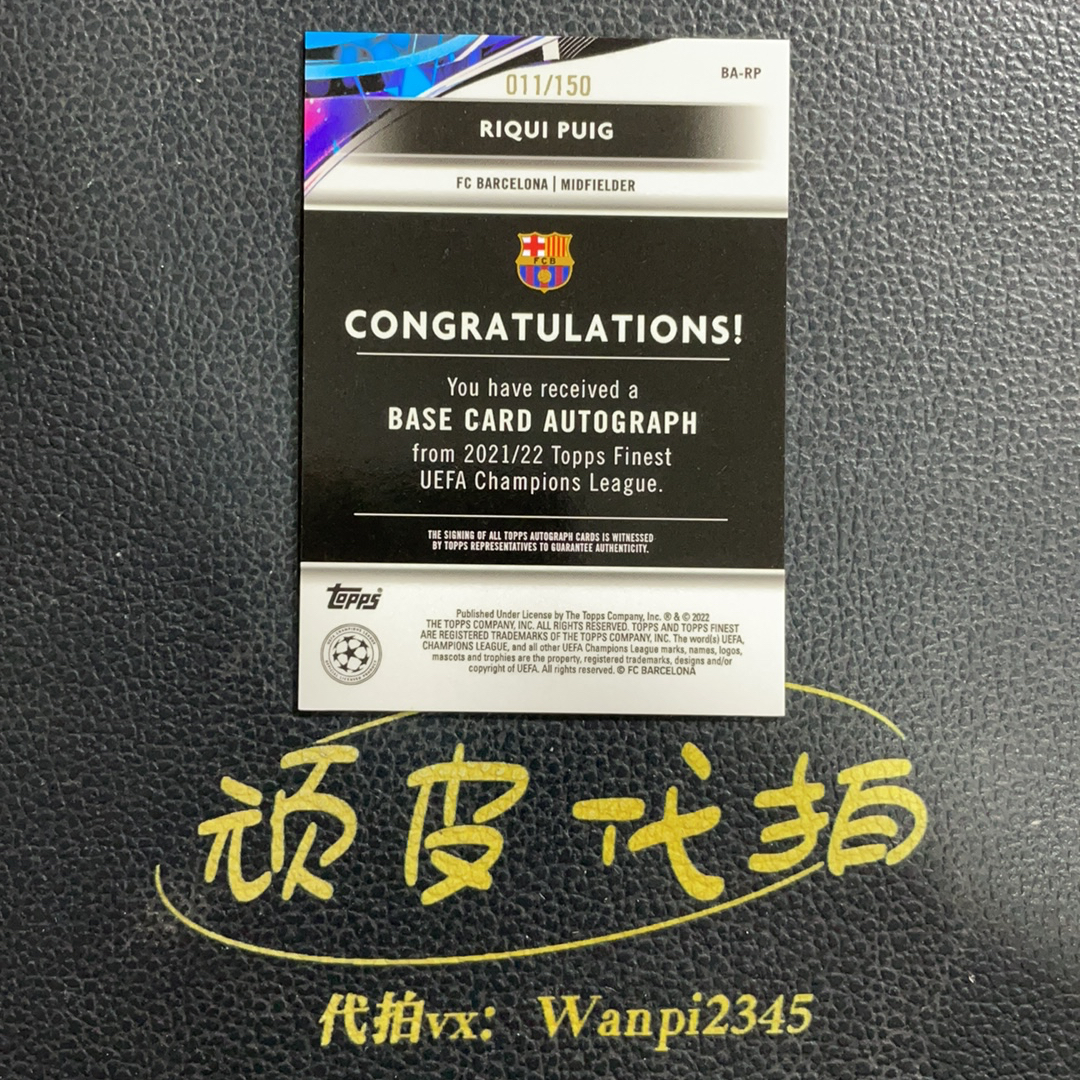 011/150
BA-RP
RIQUI PUIG
FC BARCELONA | MIDFIELDER
FCB
CONGRATULATIONS!
You have received a
BASE CARD AUTOGRAPH
from 2021/22 Topps Finest
UEFA Champions League.
THE SIGNING OF ALL TOPPS AUTOGRAPH CARDS IS WITNESSED
BY TOPPS REPRESENTATIVES TO GUARANTEE AUTHENTICITY.
topps®
Published Under License by The Topps Company, Inc. ® & © 2022
THE TOPPS COMPANY, INC. ALL RIGHTS RESERVED. TOPPS AND TOPPS FINEST
ARE REGISTERED TRADEMARKS OF THE TOPPS COMPANY, INC. The word(s) UEFA,
CHAMPIONS LEAGUE, and all other UEFA Champions League marks, names, logos,
mascots and trophies are the property, registered trademarks, designs and/or
copyright of UEFA. All rights reserved. © FC BARCELONA
顽皮代拍
代拍vx: Wanpi2345